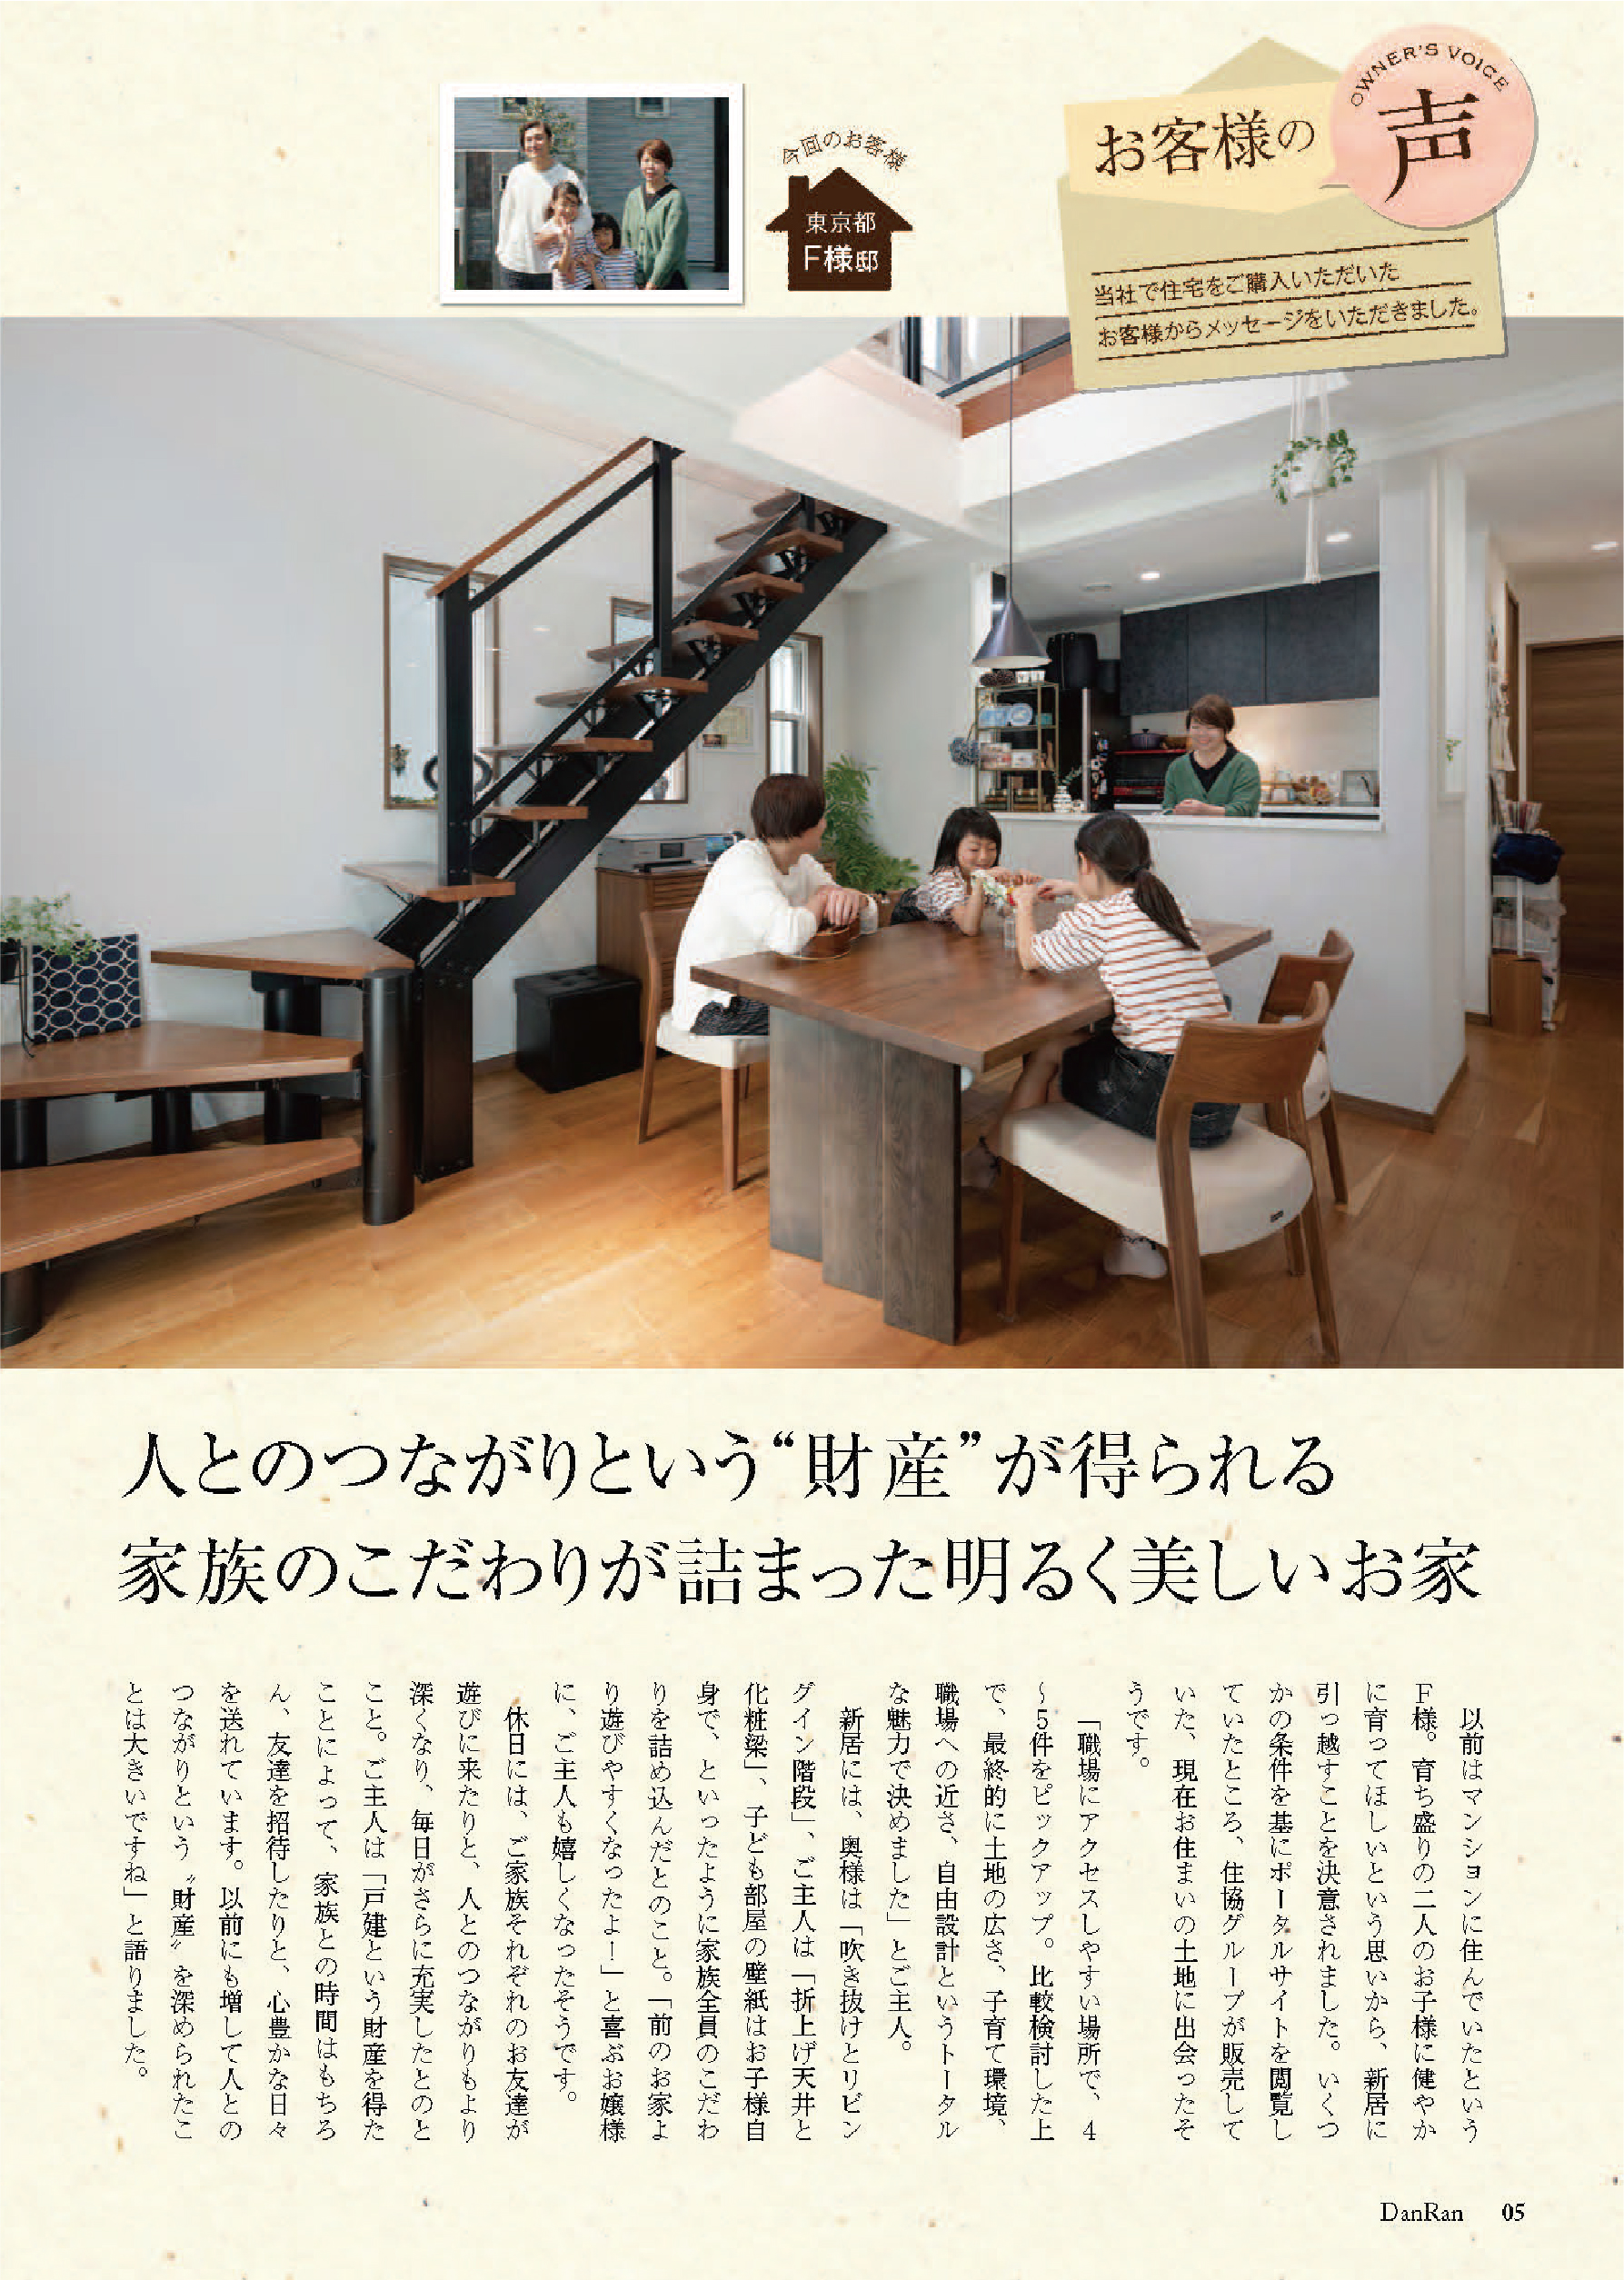 OWNER'S VOICE
お客様の声
当社で住宅をご購入いただいた
お客様からメッセージをいただきました。
今回のお客様
東京都
F様邸
人とのつながりという“財産”が得られる
家族のこだわりが詰まった明るく美しいお家
以前はマンションに住んでいたという
F様。育ち盛りの二人のお子様に健やか
に育ってほしいという思いから、新居に
引っ越すことを決意されました。いくつ
かの条件を基にポータルサイトを閲覧し
ていたところ、住協グループが販売して
いた、現在お住まいの土地に出会ったそ
うです。
「職場にアクセスしやすい場所で、4
〜5件をピックアップ。比較検討した上
で、最終的に土地の広さ、子育て環境、
職場への近さ、自由設計というトータル
な魅力で決めました」とご主人。
新居には、奥様は「吹き抜けとリビン
グイン階段」、ご主人は「折上げ天井と
化粧梁」、子ども部屋の壁紙はお子様自
身で、といったように家族全員のこだわ
りを詰め込んだとのこと。「前のお家よ
り遊びやすくなったよ！」と喜ぶお嬢様
に、ご主人も嬉しくなったそうです。
休日には、ご家族それぞれのお友達が
遊びに来たりと、人とのつながりもより
深くなり、毎日がさらに充実したとのと
こと。ご主人は「戸建という財産を得た
ことによって、家族との時間はもちろ
ん、友達を招待したりと、心豊かな日々
を送れています。以前にも増して人との
つながりという〝財産〟を深められたこ
とは大きいですね」と語りました。
DanRan 05